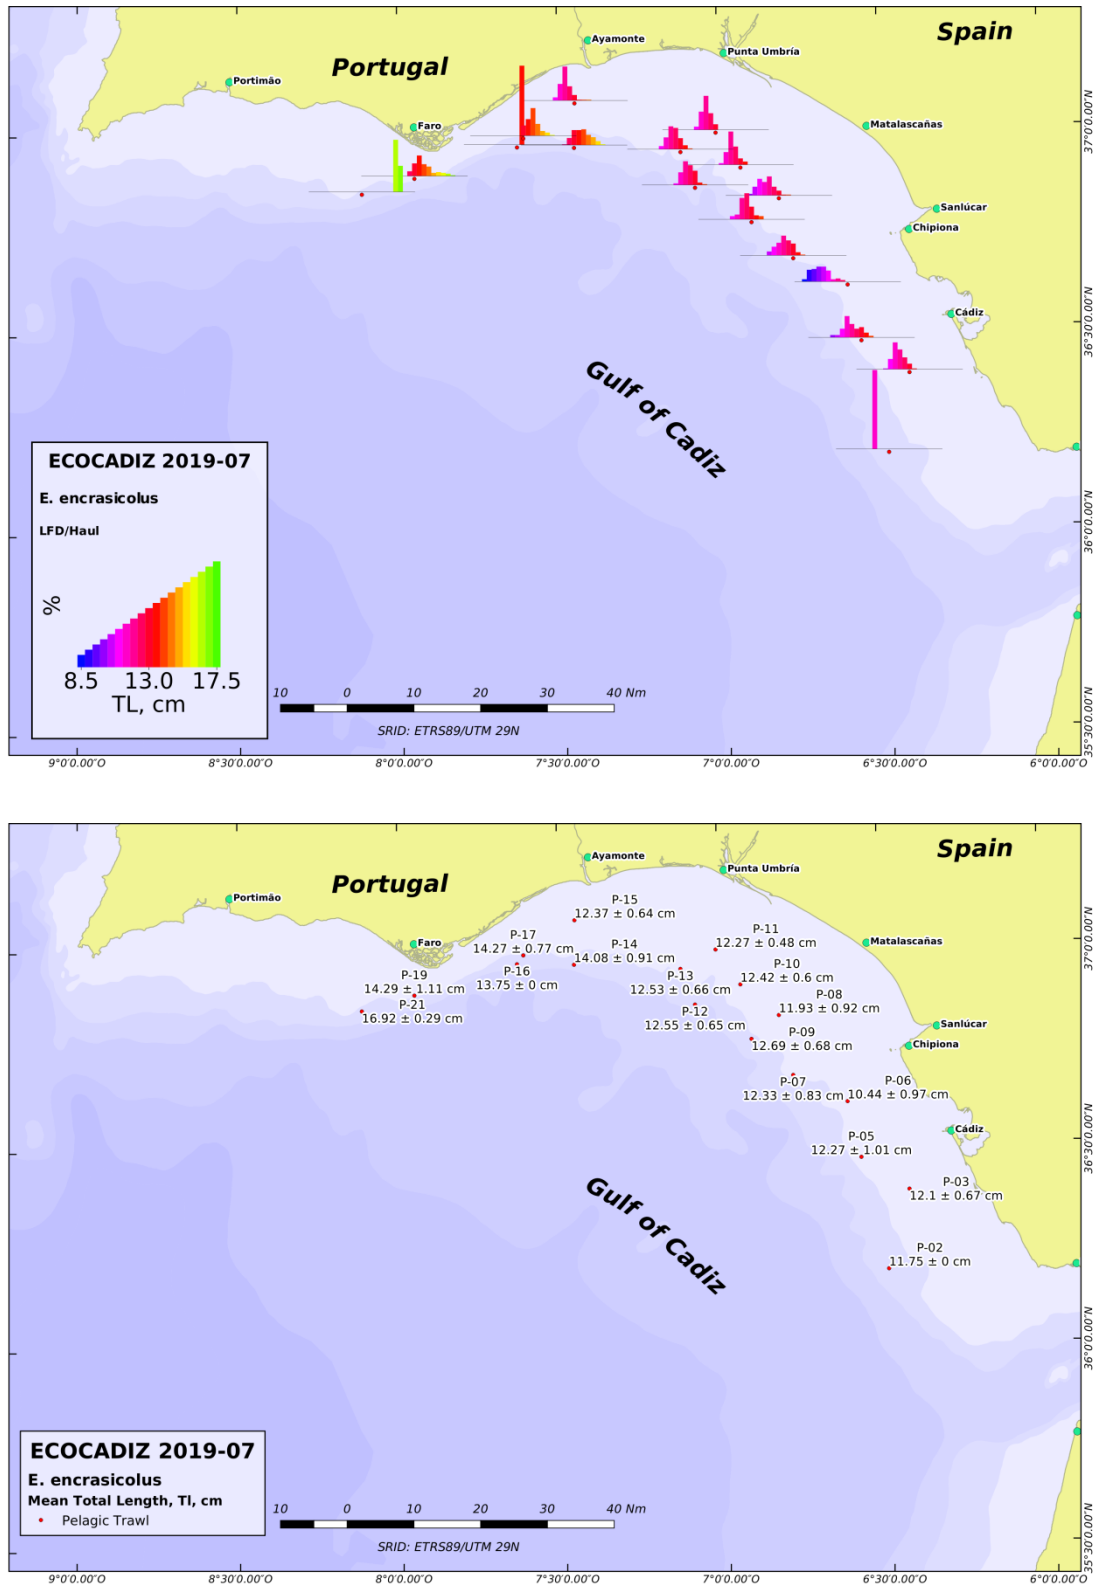 Spain
Ayamonte
Punta Umbría
Portugal
Portimão
Faro
Matalascañas
Sanlúcar
Chipiona
Cádiz
Gulf of Cadiz
37°0'0.00"N
36°30'0.00"N
36°0'0.00"N
35°30'0.00"N
ECOCADIZ 2019-07
E. encrasicolus
LFD/Haul
%
8.5 13.0 17.5
TL, cm
10 0 10 20 30 40 Nm
SRID: ETRS89/UTM 29N
9°0'0.00"O 8°30'0.00"O 8°0'0.00"O 7°30'0.00"O 7°0'0.00"O 6°30'0.00"O 6°0'0.00"O
Spain
Ayamonte
Punta Umbría
Portugal
Portimão
Faro
Matalascañas
Sanlúcar
Chipiona
Cádiz
P-15
12.37 ± 0.64 cm
P-17
14.27 ± 0.77 cm
P-14
14.08 ± 0.91 cm
P-11
12.27 ± 0.48 cm
P-16
13.75 ± 0 cm
P-13
12.53 ± 0.66 cm
P-10
12.42 ± 0.6 cm
P-19
14.29 ± 1.11 cm
P-21
16.92 ± 0.29 cm
P-12
12.55 ± 0.65 cm
P-08
11.93 ± 0.92 cm
P-09
12.69 ± 0.68 cm
P-07
12.33 ± 0.83 cm
P-06
10.44 ± 0.97 cm
P-05
12.27 ± 1.01 cm
P-03
12.1 ± 0.67 cm
P-02
11.75 ± 0 cm
Gulf of Cadiz
37°0'0.00"N
36°30'0.00"N
36°0'0.00"N
35°30'0.00"N
ECOCADIZ 2019-07
E. encrasicolus
Mean Total Length, Tl, cm
Pelagic Trawl
10 0 10 20 30 40 Nm
SRID: ETRS89/UTM 29N
9°0'0.00"O 8°30'0.00"O 8°0'0.00"O 7°30'0.00"O 7°0'0.00"O 6°30'0.00"O 6°0'0.00"O